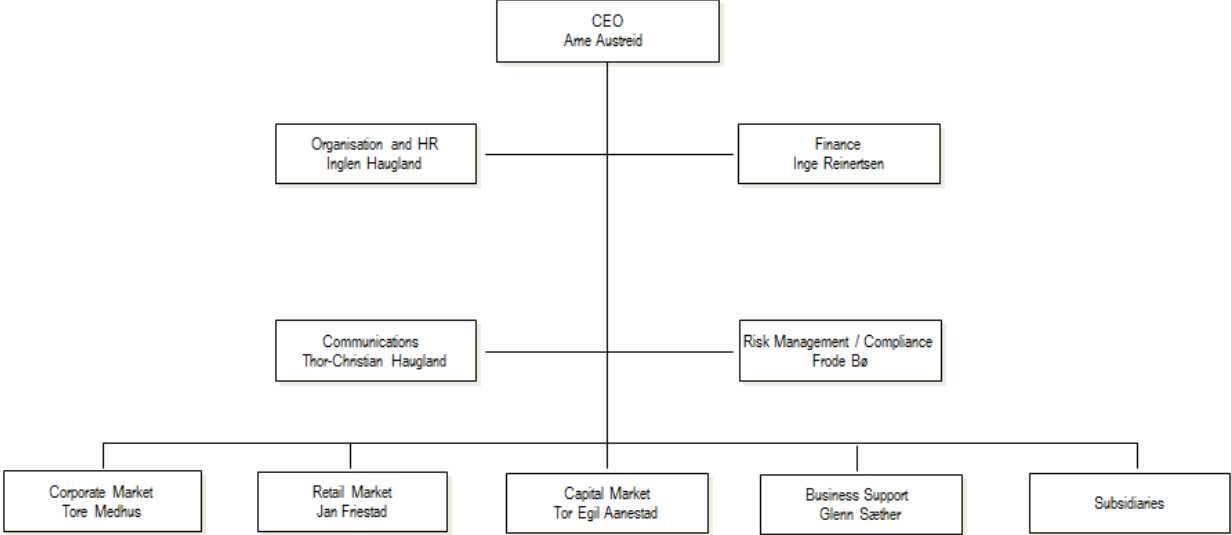 CEO
Arne Austreid
Organisation and HR
Inglen Haugland
Finance
Inge Reinertsen
Communications
Thor-Christian Haugland
Risk Management / Compliance
Frode Bø
Corporate Market
Tore Medhus
Retail Market
Jan Friestad
Capital Market
Tor Egil Aanestad
Business Support
Glenn Sæther
Subsidiaries